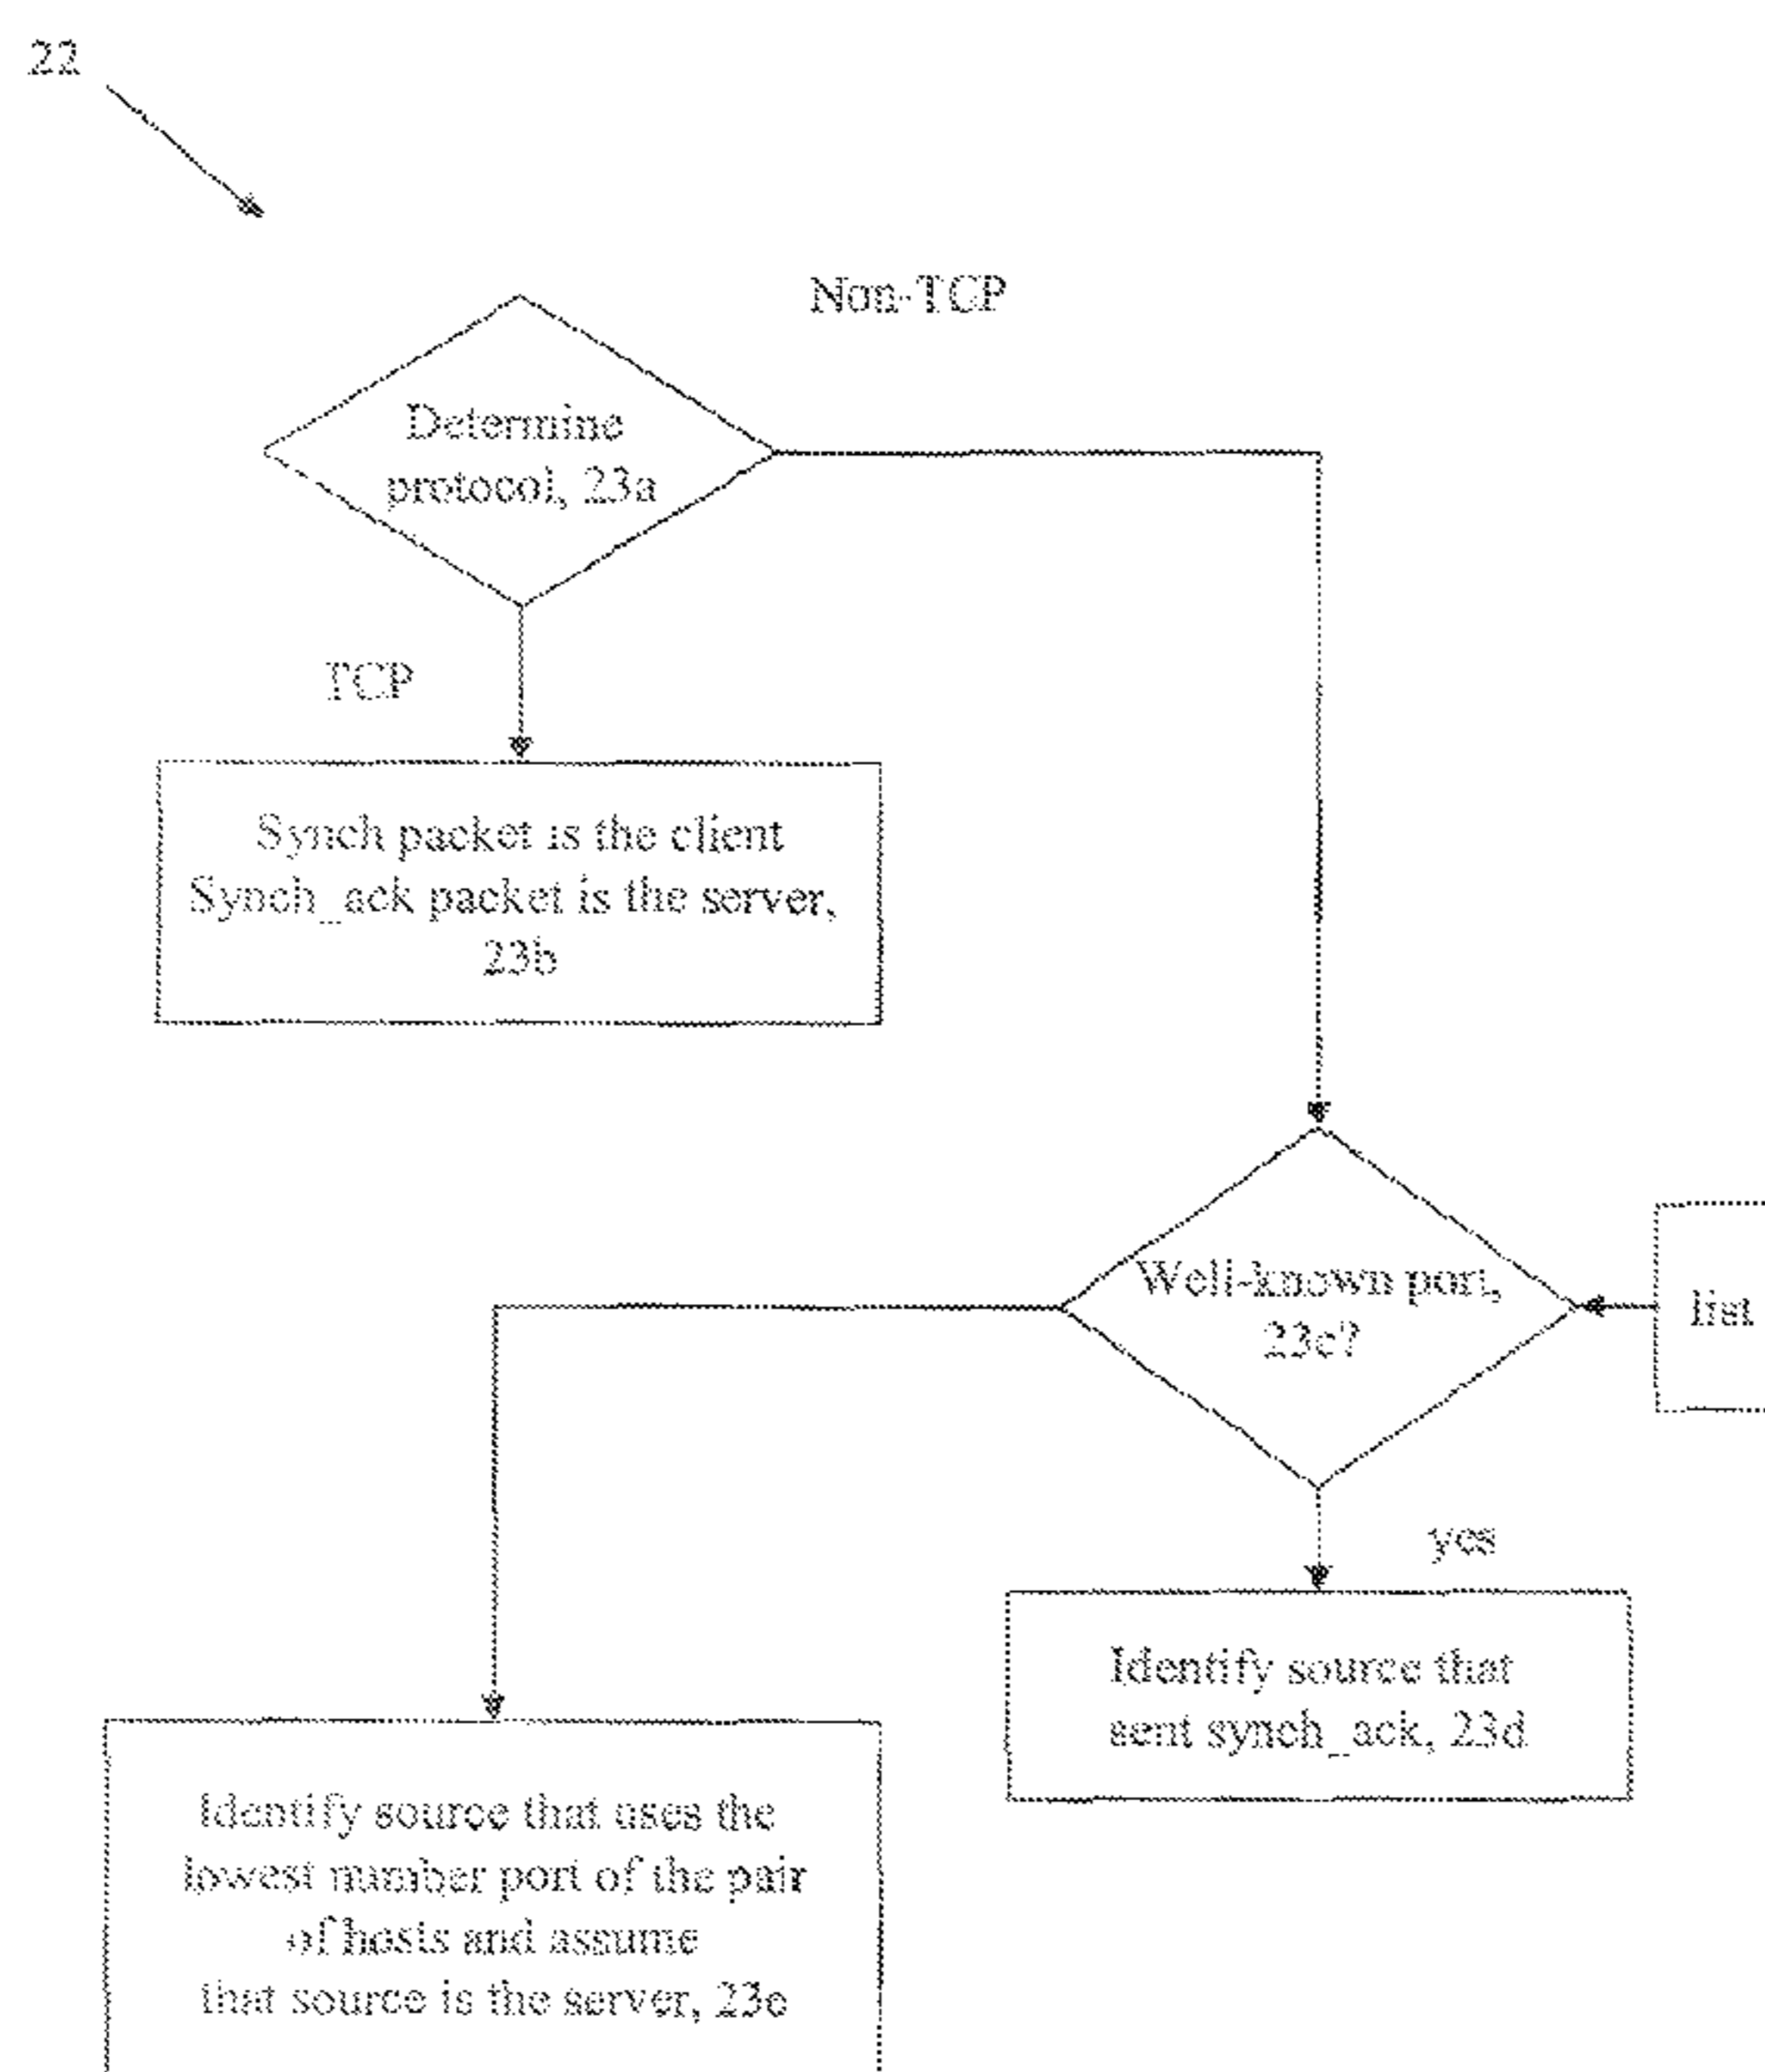 22
Non-TCP
Determine
protocol, 23a
TCP
Synch packet is the client
Synch_ack packet is the server,
23b
Well-known port,
23c?
list
yes
Identify source that
sent synch_ack, 23d
Identify source that uses the
lowest number port of the pair
of hosts and assume
that source is the server, 23e